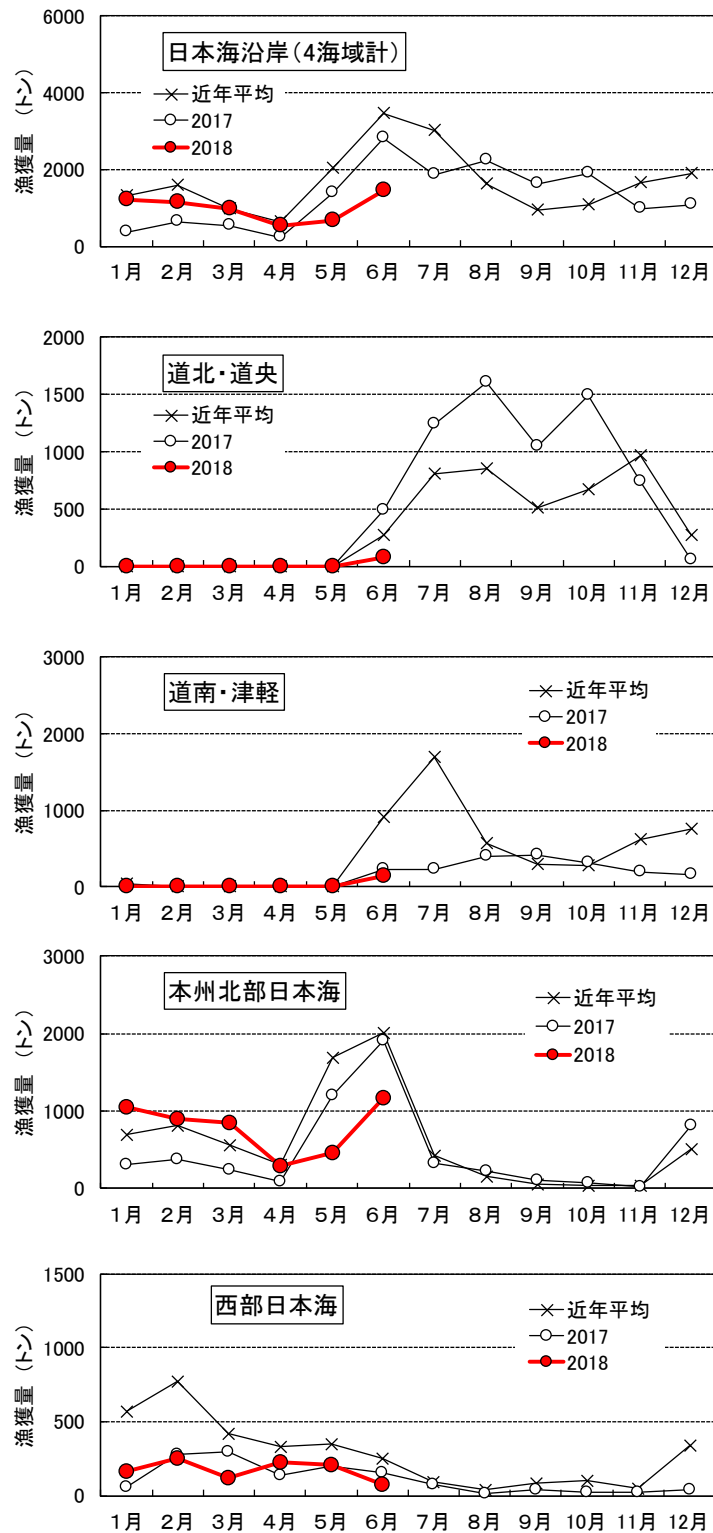 6000
4000
2000
0
漁獲量 (トン)
日本海沿岸(4海域計)
近年平均
2017
2018
1月 2月 3月 4月 5月 6月 7月 8月 9月 10月 11月 12月
2000
1500
1000
500
0
漁獲量 (トン)
道北・道央
近年平均
2017
2018
1月 2月 3月 4月 5月 6月 7月 8月 9月 10月 11月 12月
3000
2000
1000
0
漁獲量 (トン)
道南・津軽
近年平均
2017
2018
1月 2月 3月 4月 5月 6月 7月 8月 9月 10月 11月 12月
3000
2000
1000
0
漁獲量 (トン)
本州北部日本海
近年平均
2017
2018
1月 2月 3月 4月 5月 6月 7月 8月 9月 10月 11月 12月
1500
1000
500
0
漁獲量 (トン)
西部日本海
近年平均
2017
2018
1月 2月 3月 4月 5月 6月 7月 8月 9月 10月 11月 12月